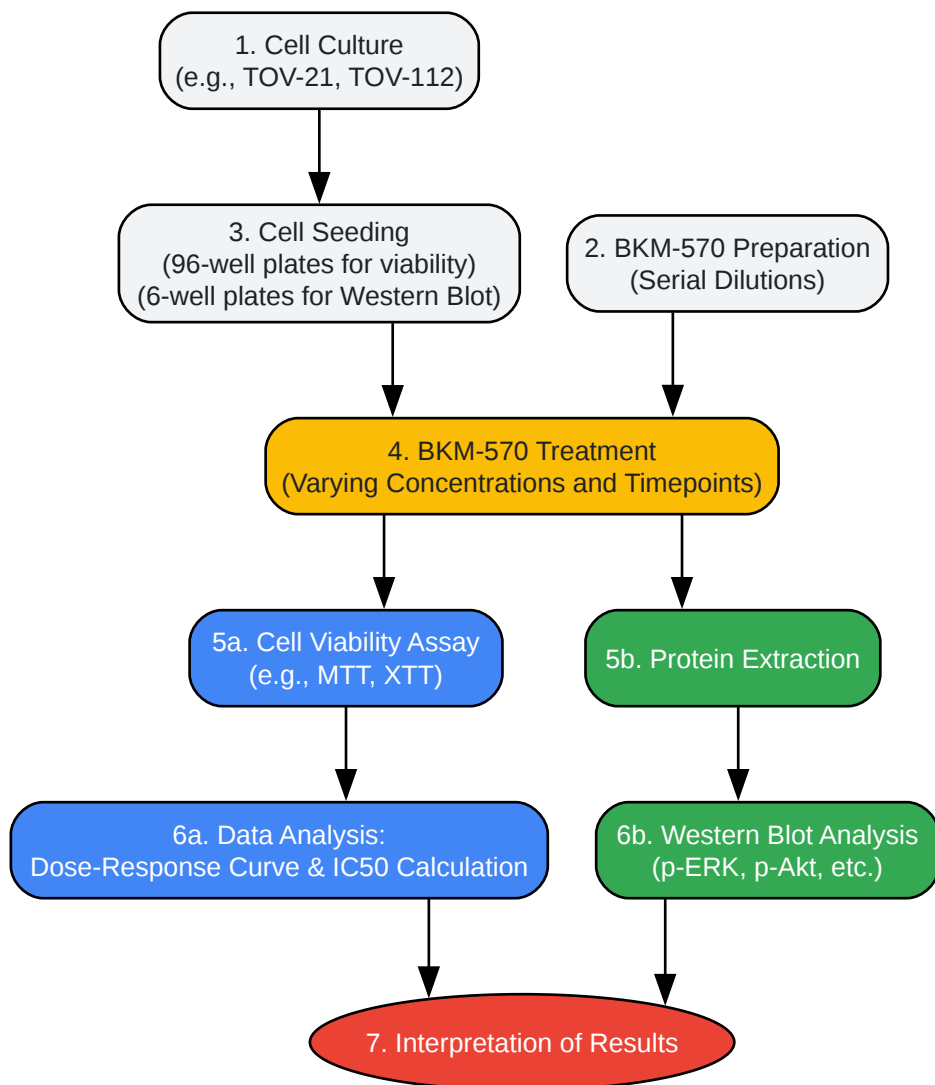 1. Cell Culture
(e.g., TOV-21, TOV-112)
3. Cell Seeding
(96-well plates for viability)
(6-well plates for Western Blot)
2. BKM-570 Preparation
(Serial Dilutions)
4. BKM-570 Treatment
(Varying Concentrations and Timepoints)
5a. Cell Viability Assay
(e.g., MTT, XTT)
5b. Protein Extraction
6a. Data Analysis:
Dose-Response Curve & IC50 Calculation
6b. Western Blot Analysis
(p-ERK, p-Akt, etc.)
7. Interpretation of Results